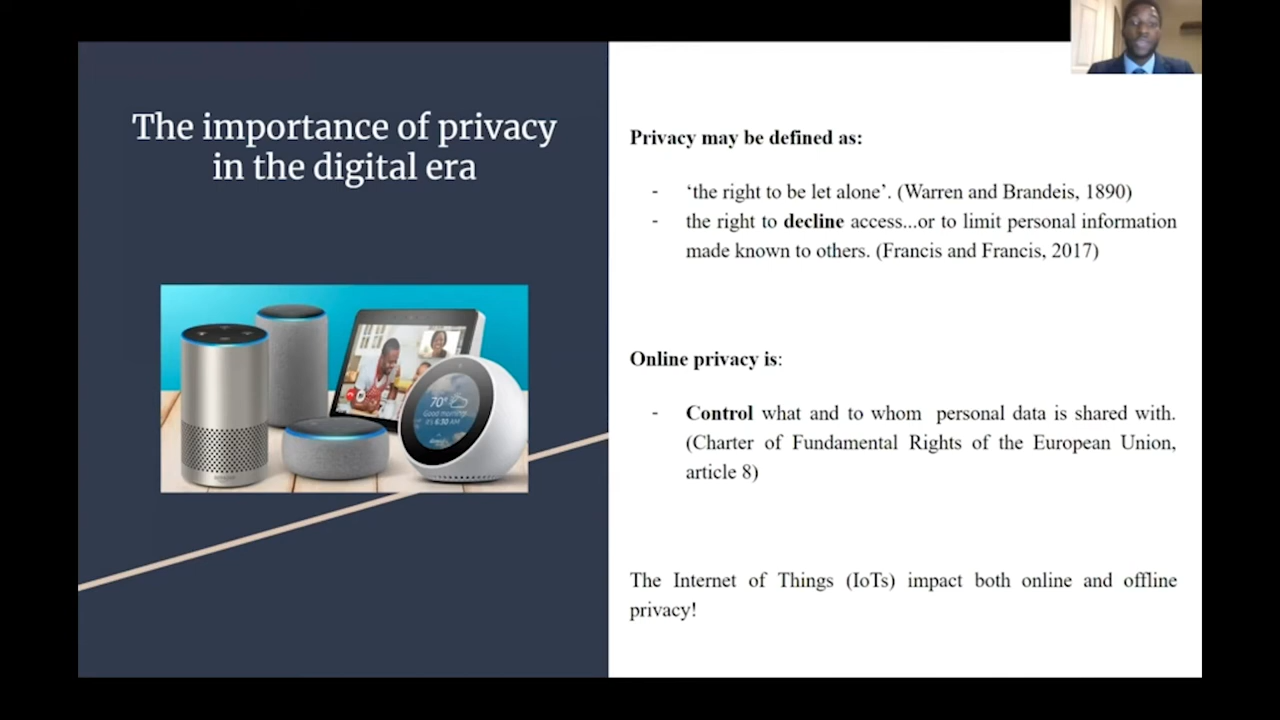 The importance of privacy
in the digital era
70°
Good morning
Privacy may be defined as:
- ‘the right to be let alone’. (Warren and Brandeis, 1890)
- the right to decline access...or to limit personal information
made known to others. (Francis and Francis, 2017)
Online privacy is:
- Control what and to whom personal data is shared with.
(Charter of Fundamental Rights of the European Union,
article 8)
The Internet of Things (IoTs) impact both online and offline
privacy!